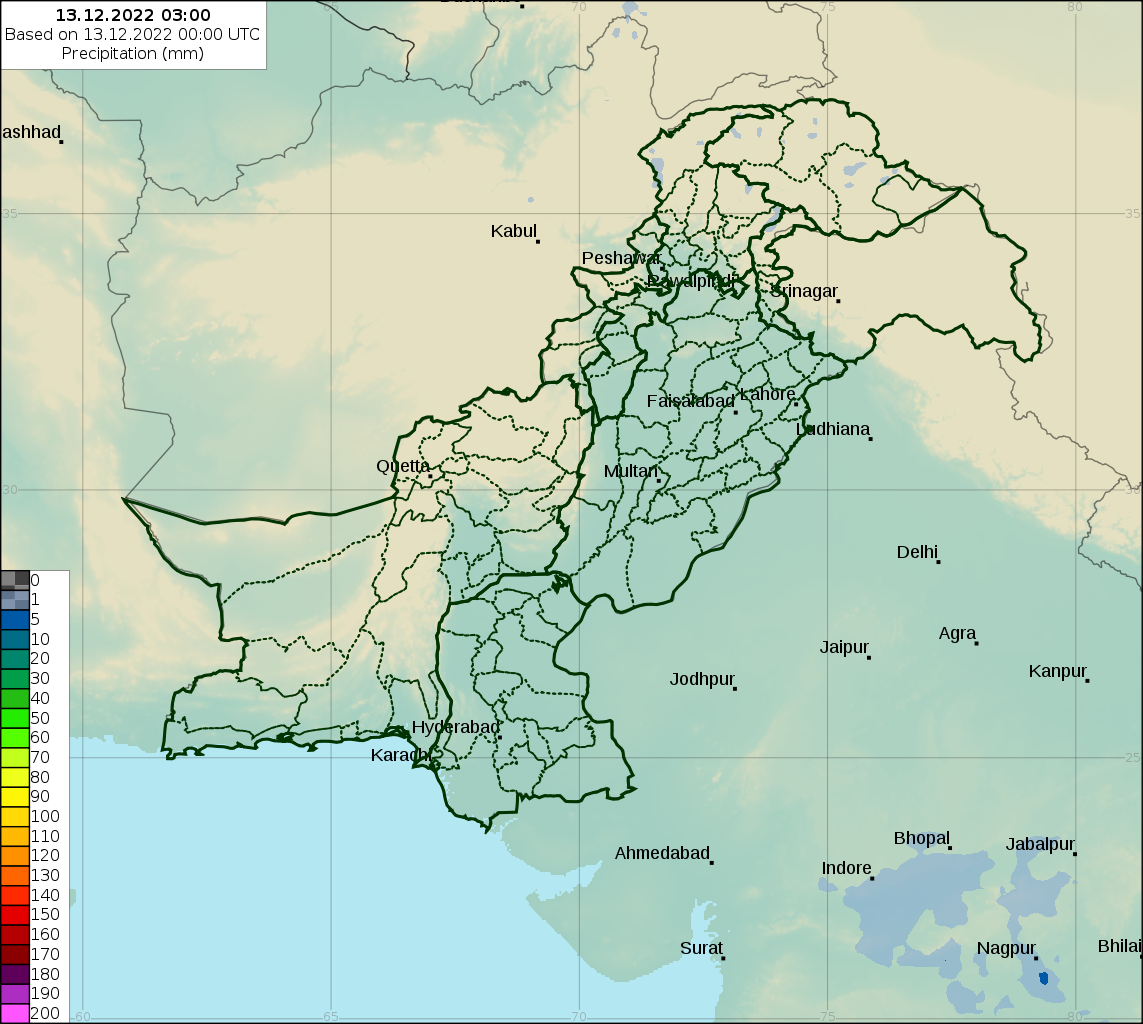 13.12.2022 03:00
Based on 13.12.2022 00:00 UTC
Precipitation (mm)
65
70
75
80
ashhad
35
35
Kabul
Peshawar
Rawalpindi
Srinagar
Faisalabad
Lahore
Ludhiana
Quetta
Multan
30
30
Delhi
Jaipur
Agra
Jodhpur
Kanpur
Hyderabad
Karachi
25
Ahmedabad
Bhopal
Jabalpur
Indore
Surat
Nagpur
Bhilai
0
1
5
10
20
30
40
50
60
70
80
90
100
110
120
130
140
150
160
170
180
190
200
60
65
70
75
80